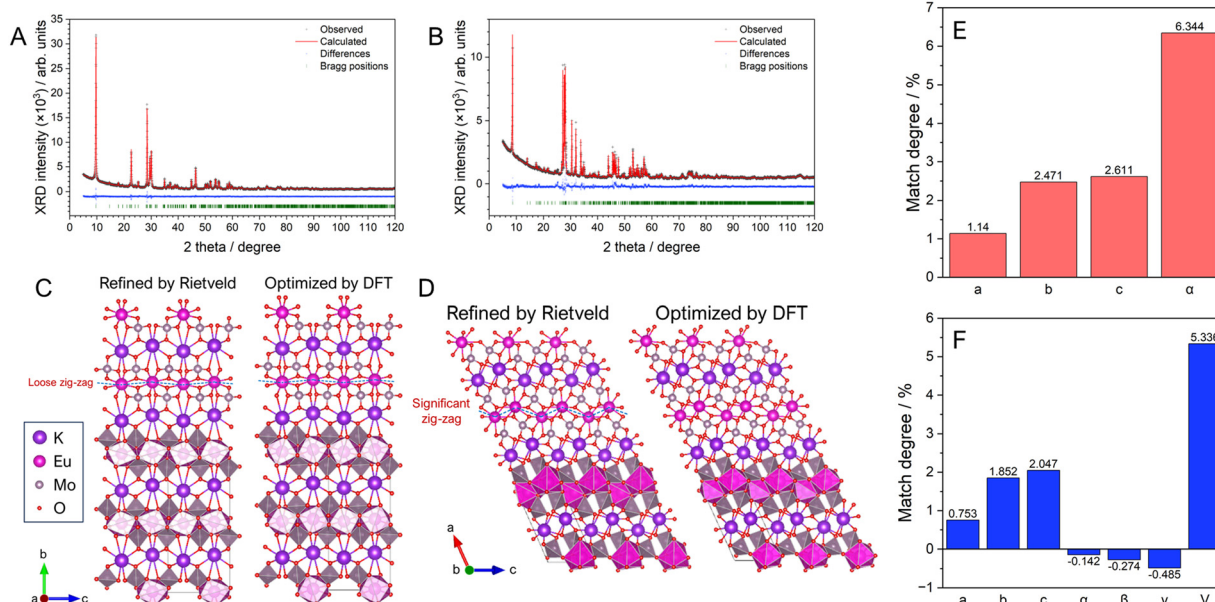 A
XRD intensity (×10³) / arb. units
35
30
25
20
15
10
5
0
Observed
Calculated
Differences
Bragg positions
0 10 20 30 40 50 60 70 80 90 100 110 120
2 theta / degree
B
XRD intensity (×10³) / arb. units
10
5
0
Observed
Calculated
Differences
Bragg positions
0 10 20 30 40 50 60 70 80 90 100 110 120
2 theta / degree
C
Refined by Rietveld
Optimized by DFT
Loose zig-zag
K
Eu
Mo
O
b
a
c
D
Refined by Rietveld
Optimized by DFT
Significant
zig-zag
a
b
c
E
Match degree / %
7
6
5
4
3
2
1
0
1.14
2.471
2.611
6.344
a b c α
F
Match degree / %
6
5
4
3
2
1
0
−1
0.753
1.852
2.047
-0.142
-0.274
-0.485
5.336
a b c α β γ V